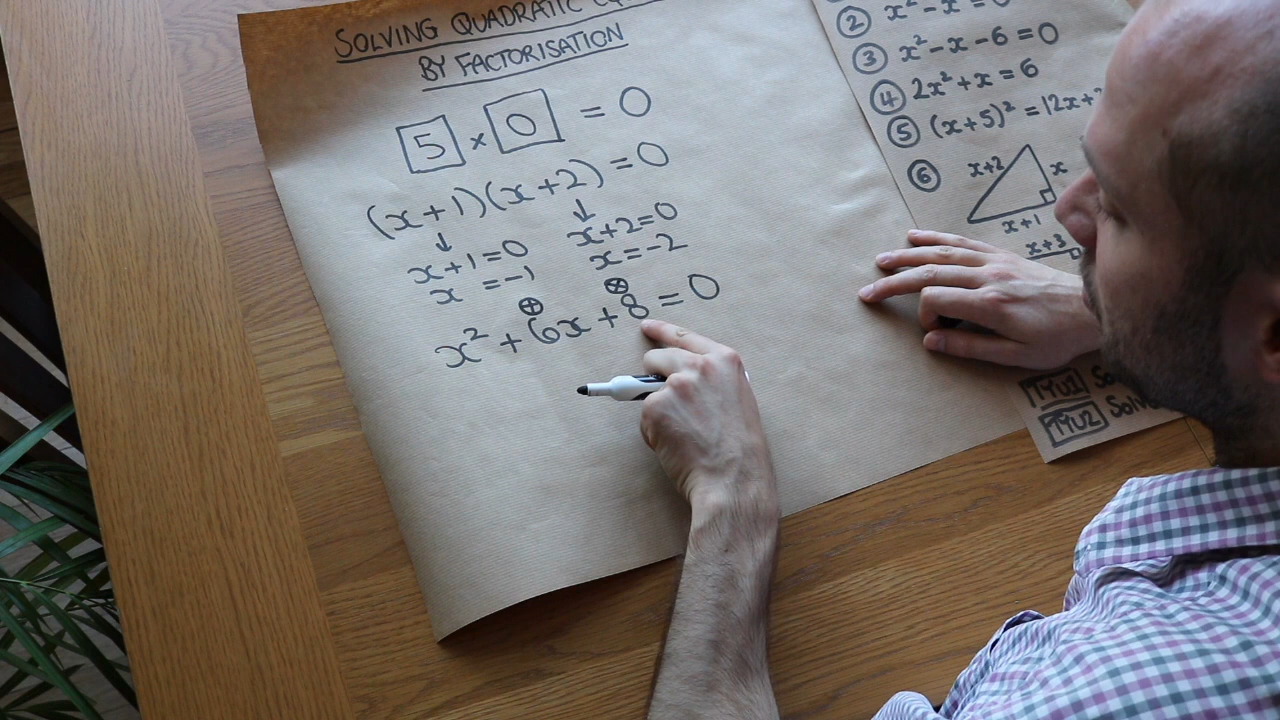 SOLVING QUADRATIC
BY FACTORISATION
5 × 0 = 0
(x+1)(x+2) = 0
↓ ↓
x+1=0 x+2=0
x =-1 x=-2
⊕ ⊗
x² + 6x + 8 = 0
② x² - x = 0
③ x² - x - 6 = 0
④ 2x² + x = 6
⑤ (x+5)² = 12x+
⑥ x+2 x
x+1
x+3
TYU1
TYU2